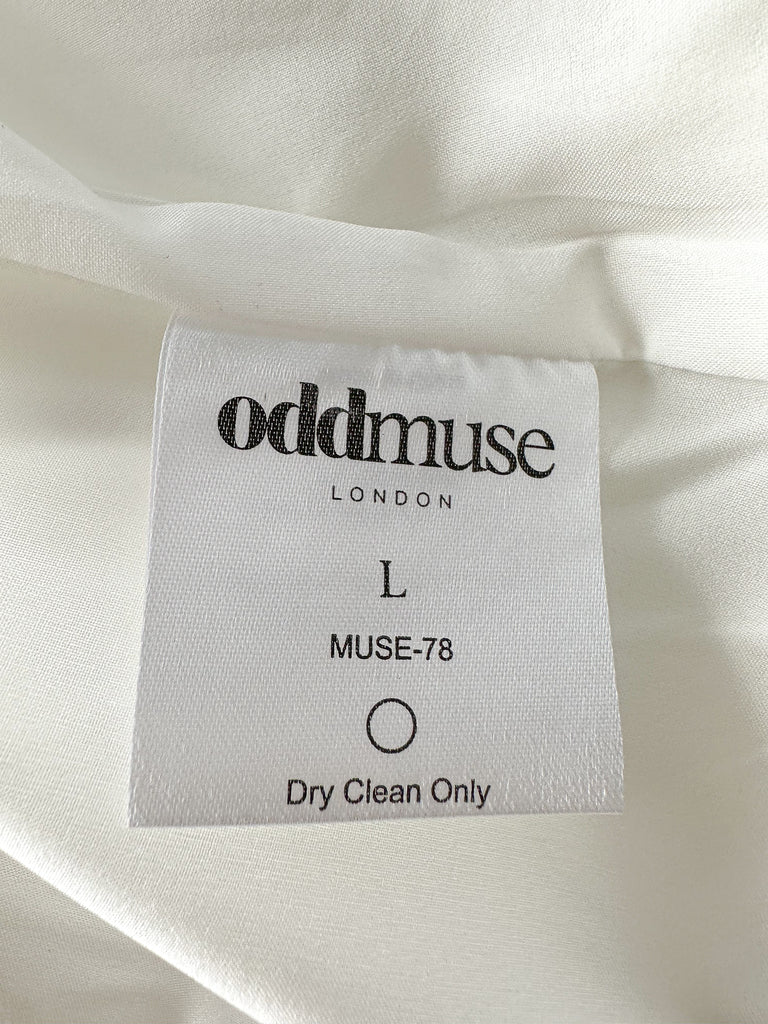 oddmuse
LONDON
L
MUSE-78
Dry Clean Only